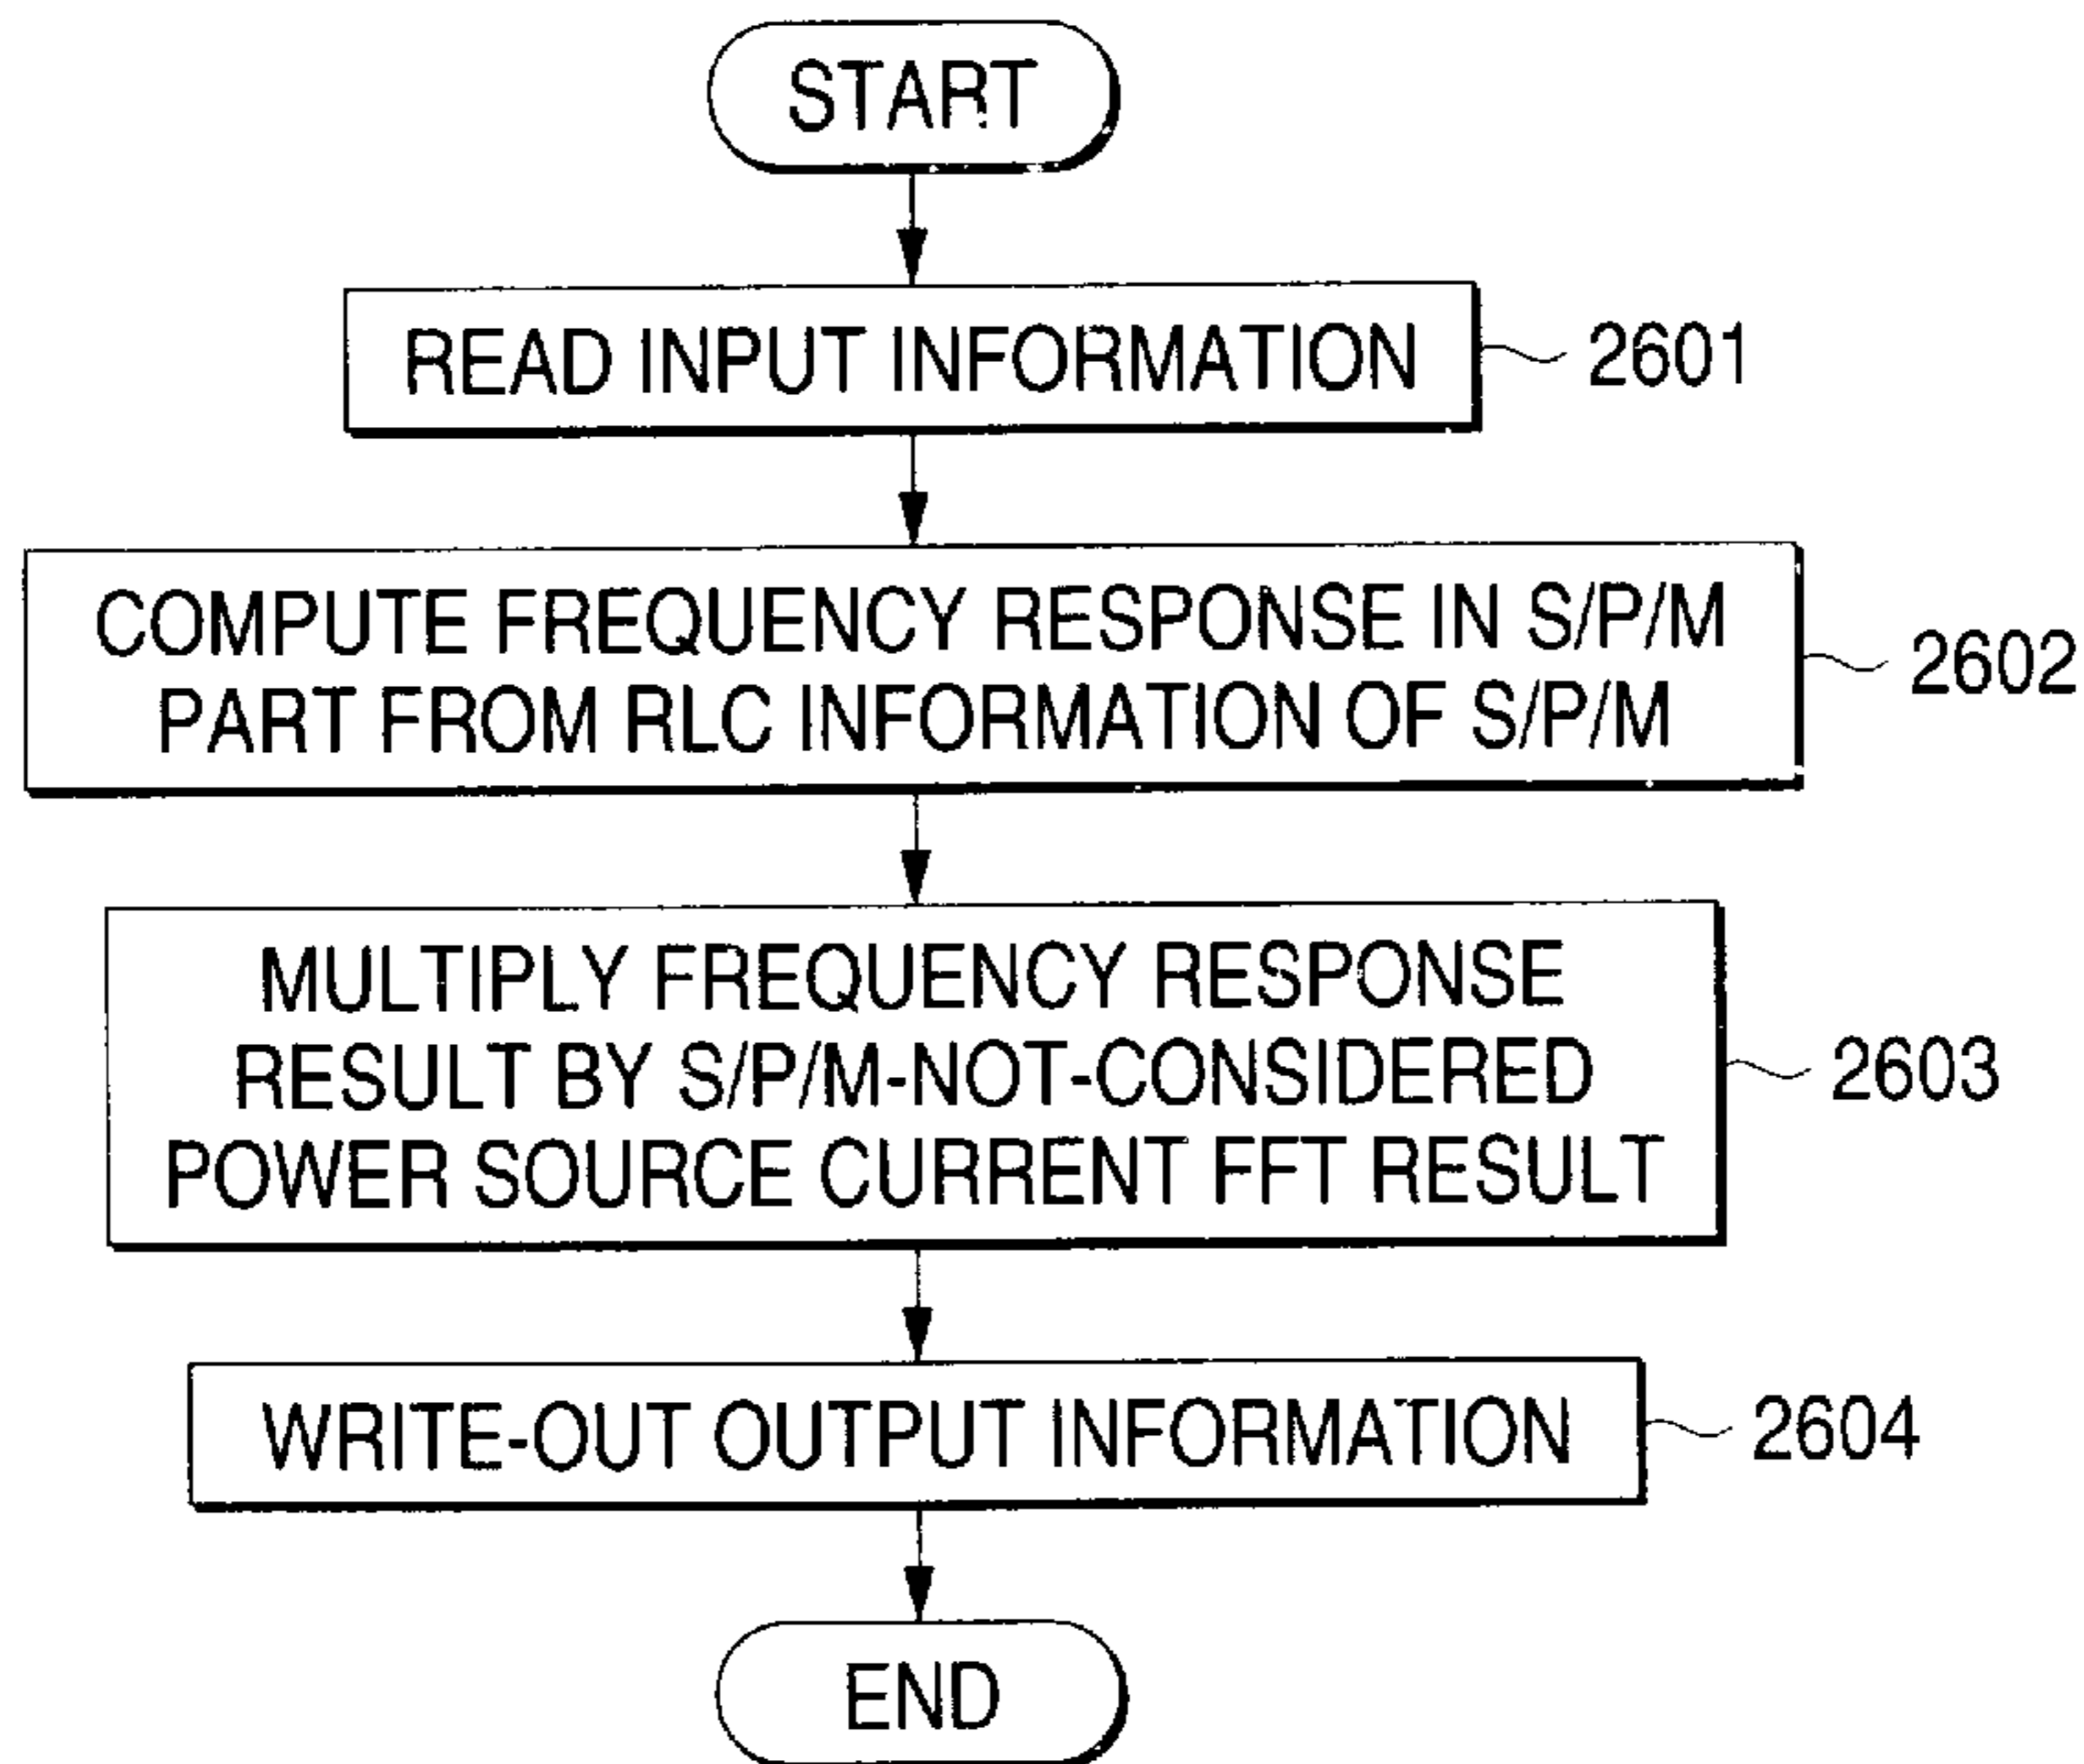 START
READ INPUT INFORMATION
2601
COMPUTE FREQUENCY RESPONSE IN S/P/M
PART FROM RLC INFORMATION OF S/P/M
2602
MULTIPLY FREQUENCY RESPONSE
RESULT BY S/P/M-NOT-CONSIDERED
POWER SOURCE CURRENT FFT RESULT
2603
WRITE-OUT OUTPUT INFORMATION
2604
END